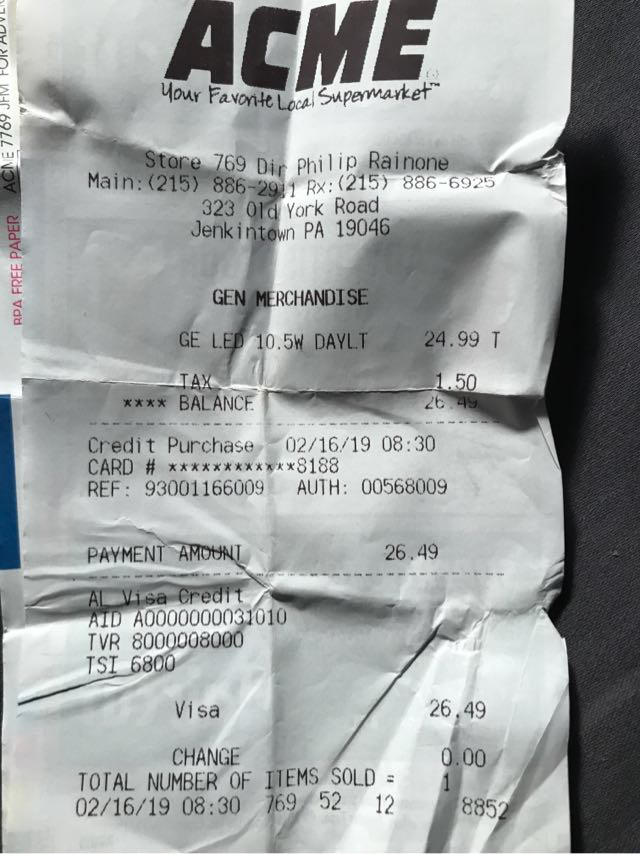 ACME
Your Favorite Local Supermarket™
Store 769 Dir Philip Rainone
Main:(215) 886-2911 Rx:(215) 886-6925
323 Old York Road
Jenkintown PA 19046
GEN MERCHANDISE
GE LED 10.5W DAYLT 24.99 T
TAX 1.50
**** BALANCE 26.49
Credit Purchase 02/16/19 08:30
CARD # ************8188
REF: 93001166009 AUTH: 00568009
PAYMENT AMOUNT 26.49
AL Visa Credit
AID A0000000031010
TVR 8000008000
TSI 6800
Visa 26.49
CHANGE 0.00
TOTAL NUMBER OF ITEMS SOLD = 1
02/16/19 08:30 769 52 12 8852
BPA FREE PAPER ACME 7769 JFM FOR ADVER